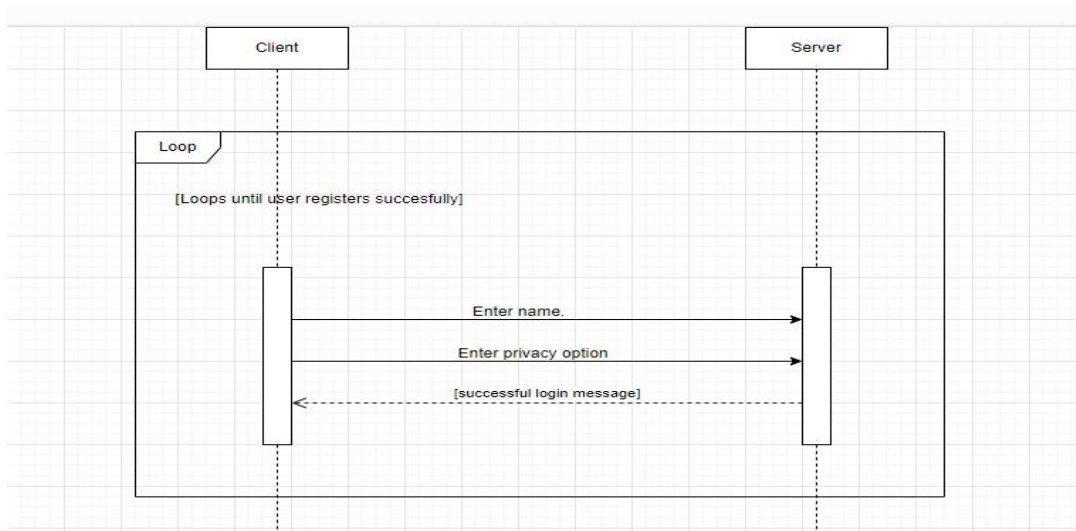 Client
Server
Loop
[Loops until user registers succesfully]
Enter name.
Enter privacy option
[successful login message]